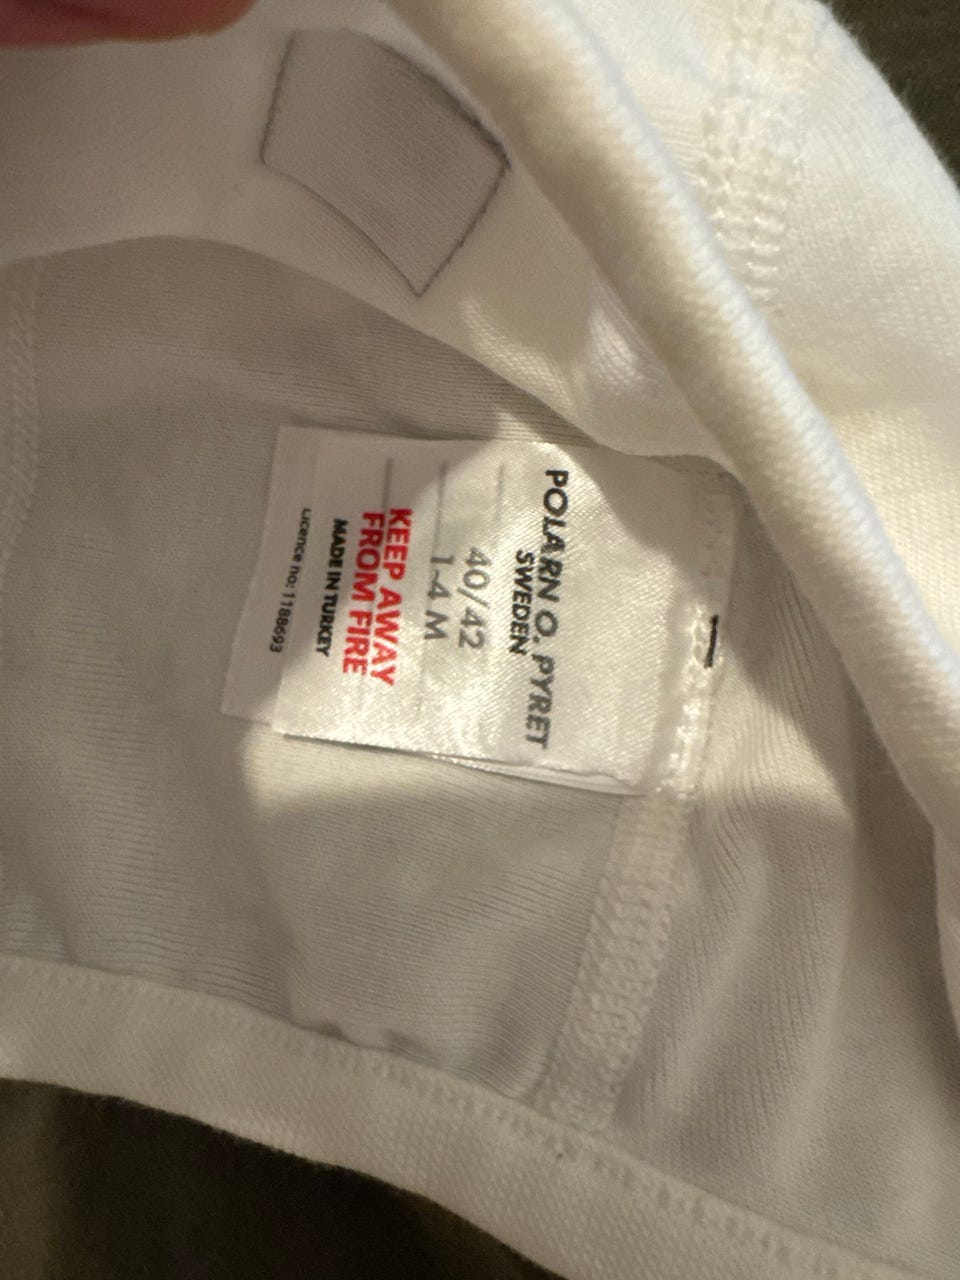 POLARN O. PYRET
SWEDEN
40/42
1-4 M
KEEP AWAY
FROM FIRE
MADE IN TURKEY
Licence no: 1188693